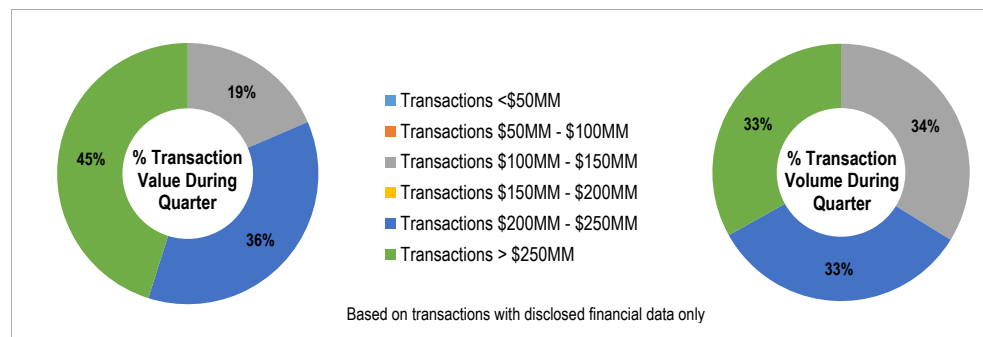 19%
45%
36%
% Transaction
Value During
Quarter
Transactions <$50MM
Transactions $50MM - $100MM
Transactions $100MM - $150MM
Transactions $150MM - $200MM
Transactions $200MM - $250MM
Transactions > $250MM
33%
34%
33%
% Transaction
Volume During
Quarter
Based on transactions with disclosed financial data only